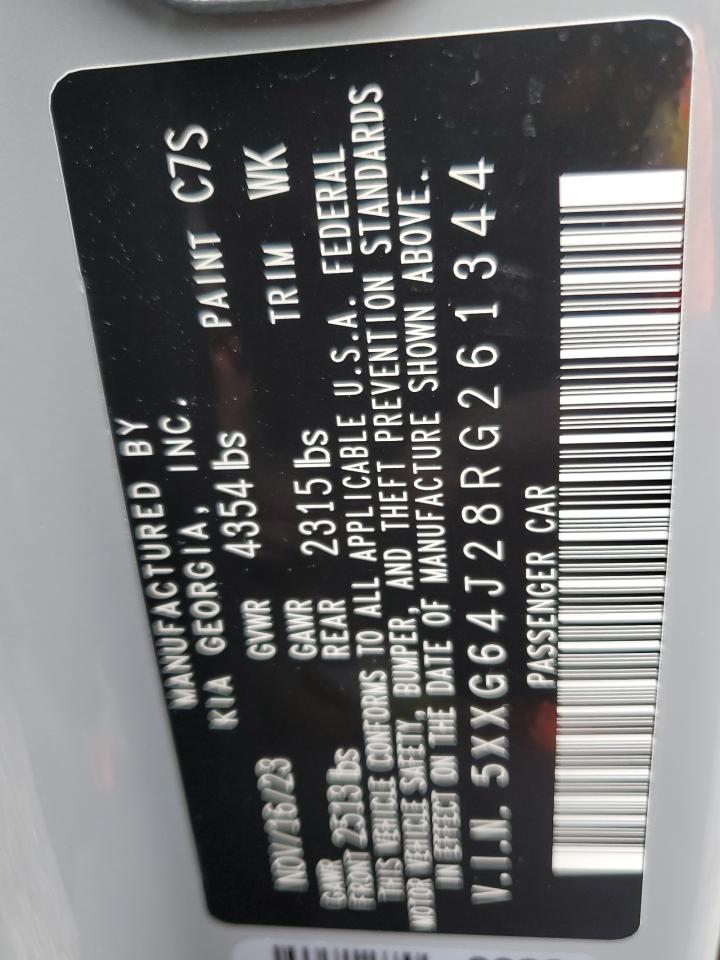 MANUFACTURED BY
KIA GEORGIA, INC.
NOV/16/23 GVWR 4354 lbs PAINT C7S
GAWR FRONT 2513 lbs GAWR REAR 2315 lbs TRIM WK
THIS VEHICLE CONFORMS TO ALL APPLICABLE U.S.A. FEDERAL
MOTOR VEHICLE SAFETY, BUMPER, AND THEFT PREVENTION STANDARDS
IN EFFECT ON THE DATE OF MANUFACTURE SHOWN ABOVE.
V.I.N. 5XXG64J28RG261344
PASSENGER CAR